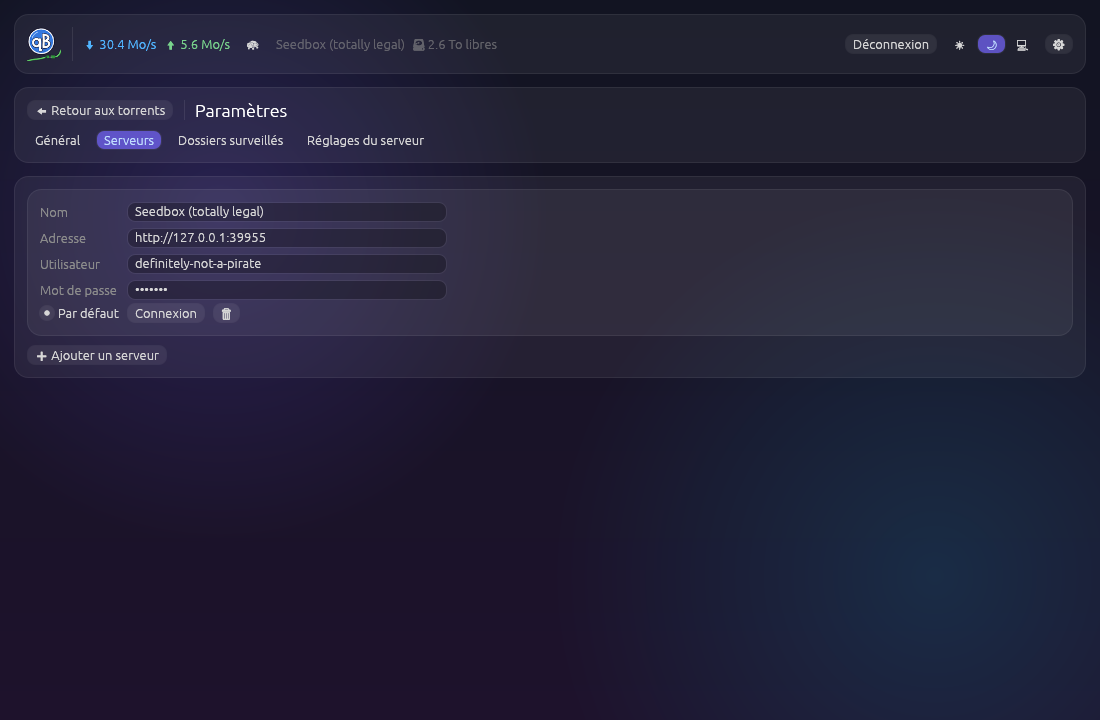 qB
30.4 Mo/s 5.6 Mo/s Seedbox (totally legal) 2.6 To libres Déconnexion
Retour aux torrents Paramètres
Général Serveurs Dossiers surveillés Réglages du serveur
Nom Seedbox (totally legal)
Adresse http://127.0.0.1:39955
Utilisateur definitely-not-a-pirate
Mot de passe •••••••
Par défaut Connexion
Ajouter un serveur